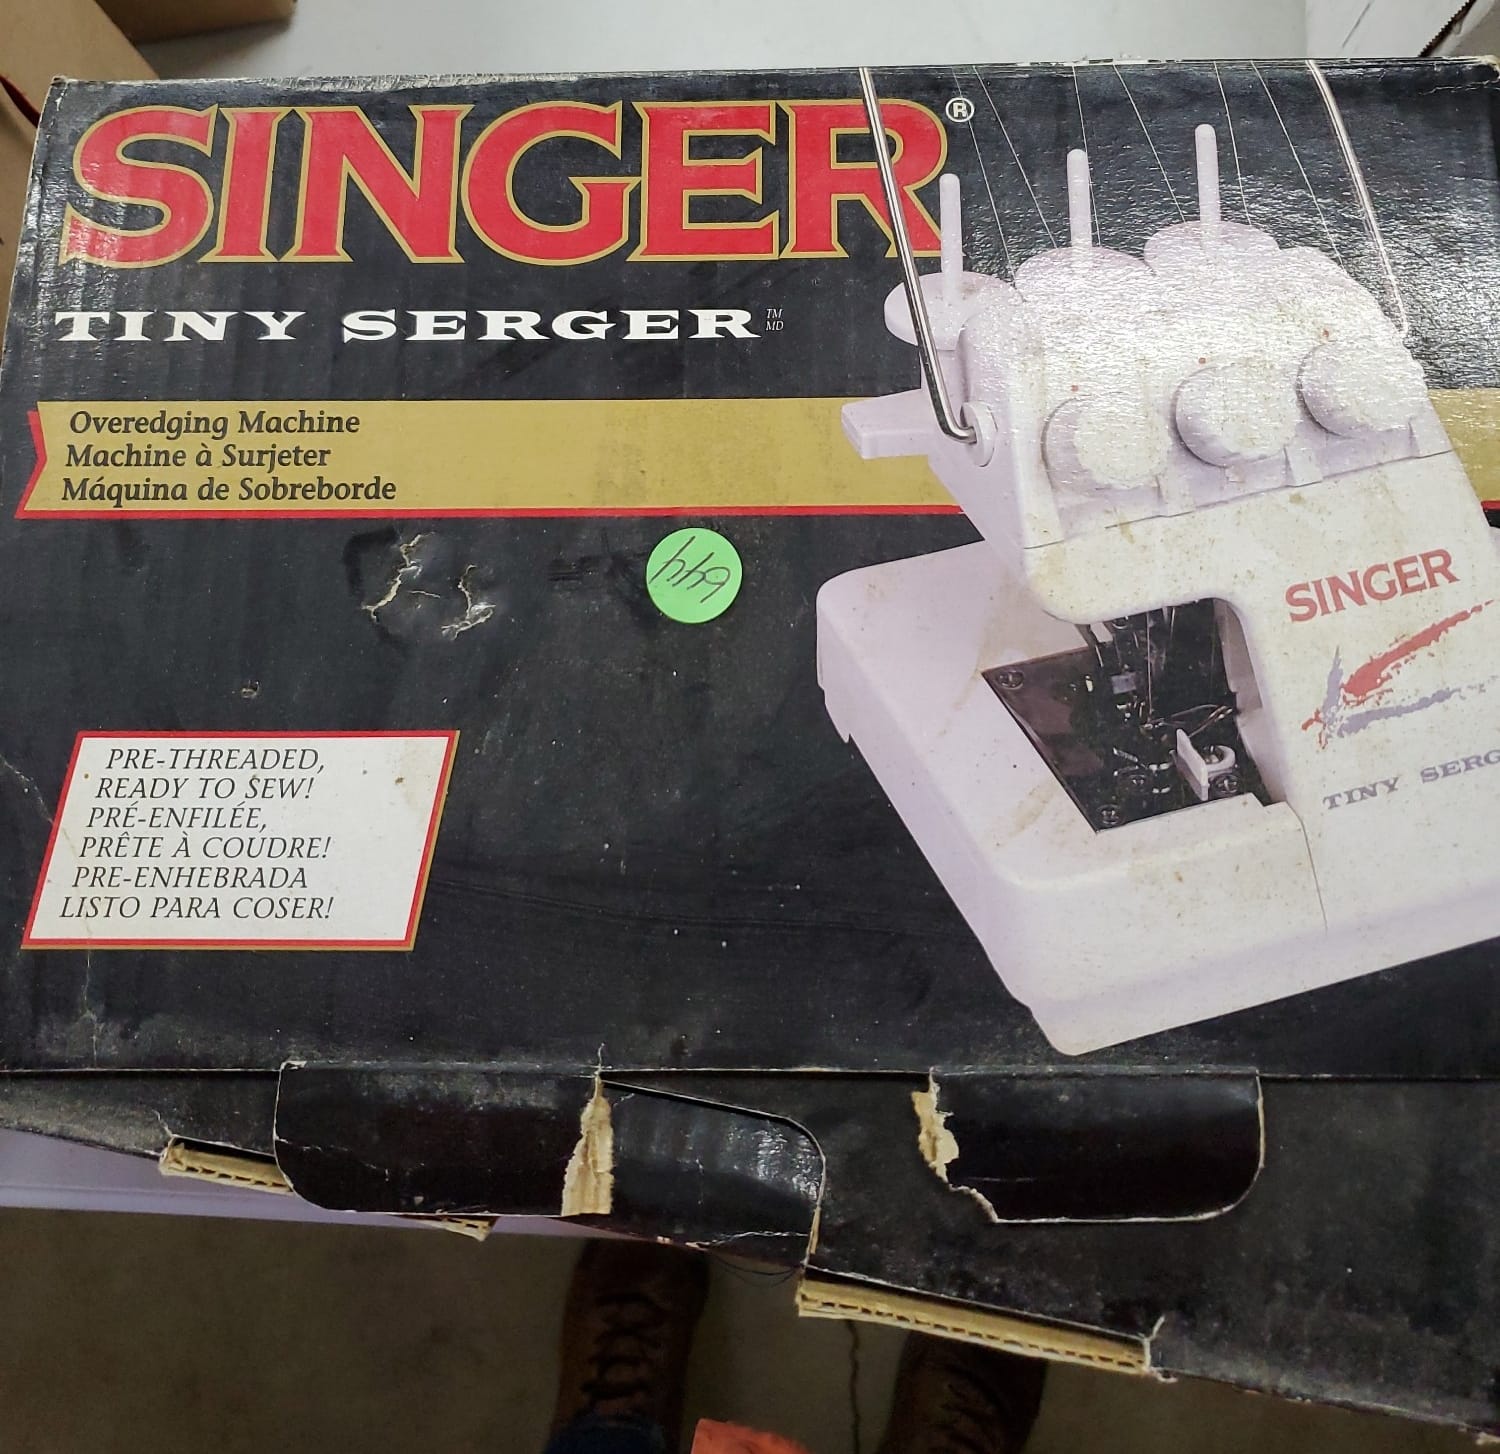 SINGER®
TINY SERGER™ MD
Overedging Machine
Machine à Surjeter
Máquina de Sobreborde
PRE-THREADED,
READY TO SEW!
PRÉ-ENFILÉE,
PRÊTE À COUDRE!
PRE-ENHEBRADA
LISTO PARA COSER!
SINGER
TINY SERG